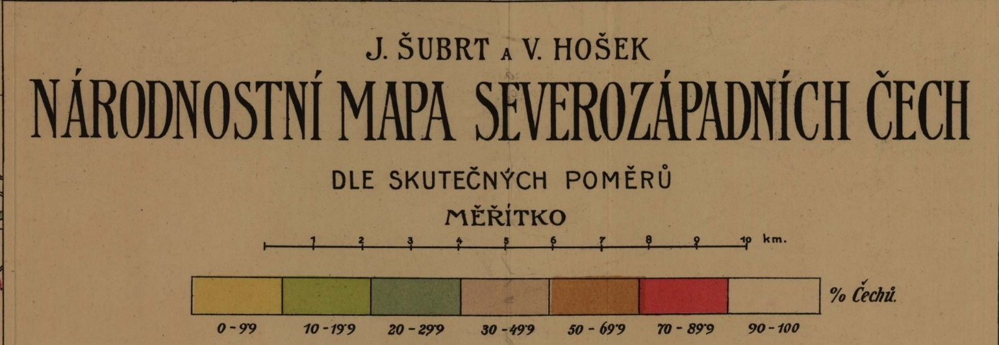 J. ŠUBRT A V. HOŠEK
NÁRODNOSTNÍ MAPA SEVEROZÁPADNÍCH ČECH
DLE SKUTEČNÝCH POMĚRŮ
MĚŘÍTKO
1 2 3 4 5 6 7 8 9 10 km.
% Čechů.
0-9'9 10-19'9 20-29'9 30-49'9 50-69'9 70-89'9 90-100